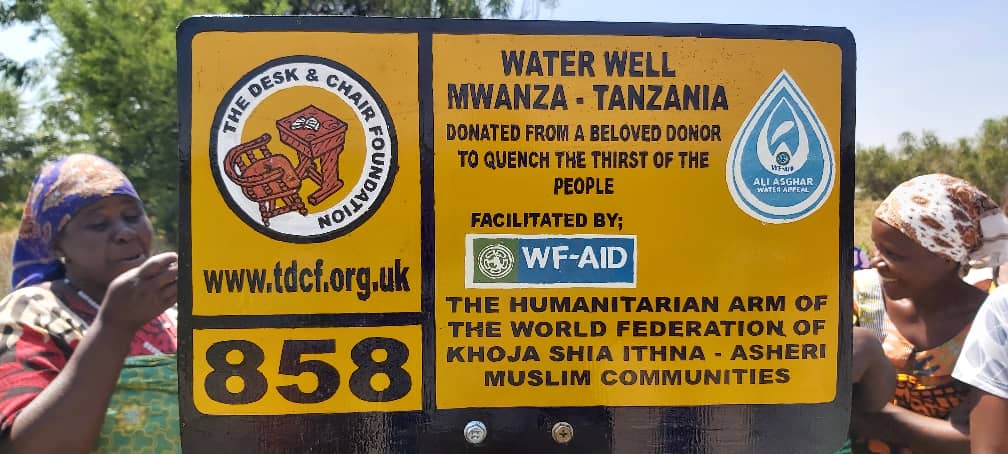 THE DESK & CHAIR FOUNDATION
www.tdcf.org.uk
858
WATER WELL
MWANZA - TANZANIA
DONATED FROM A BELOVED DONOR
TO QUENCH THE THIRST OF THE
PEOPLE
FACILITATED BY;
WF-AID
THE HUMANITARIAN ARM OF
THE WORLD FEDERATION OF
KHOJA SHIA ITHNA - ASHERI
MUSLIM COMMUNITIES
WF-AID
ALI ASGHAR
WATER APPEAL